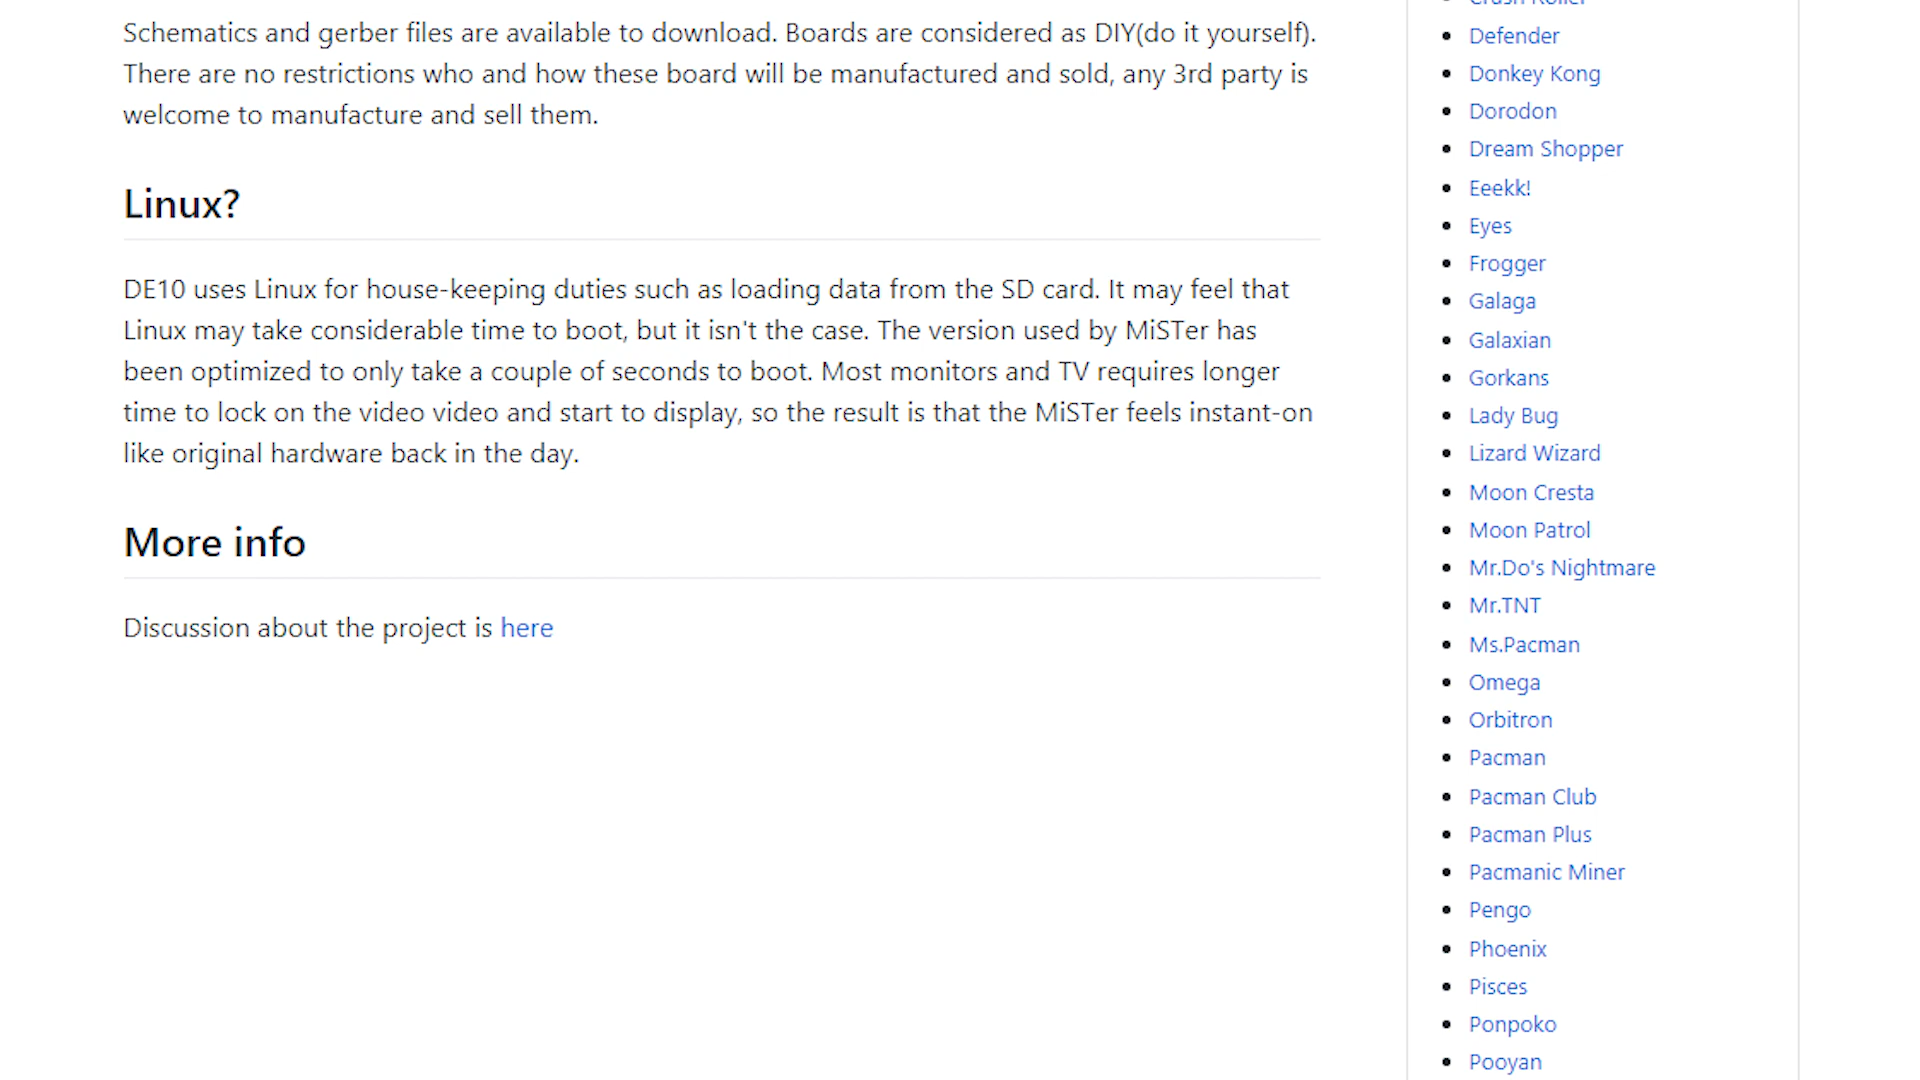 Schematics and gerber files are available to download. Boards are considered as DIY(do it yourself).
There are no restrictions who and how these board will be manufactured and sold, any 3rd party is
welcome to manufacture and sell them.
Linux?
DE10 uses Linux for house-keeping duties such as loading data from the SD card. It may feel that
Linux may take considerable time to boot, but it isn't the case. The version used by MiSTer has
been optimized to only take a couple of seconds to boot. Most monitors and TV requires longer
time to lock on the video video and start to display, so the result is that the MiSTer feels instant-on
like original hardware back in the day.
More info
Discussion about the project is here
Crush Roller
Defender
Donkey Kong
Dorodon
Dream Shopper
Eeekk!
Eyes
Frogger
Galaga
Galaxian
Gorkans
Lady Bug
Lizard Wizard
Moon Cresta
Moon Patrol
Mr.Do's Nightmare
Mr.TNT
Ms.Pacman
Omega
Orbitron
Pacman
Pacman Club
Pacman Plus
Pacmanic Miner
Pengo
Phoenix
Pisces
Ponpoko
Pooyan